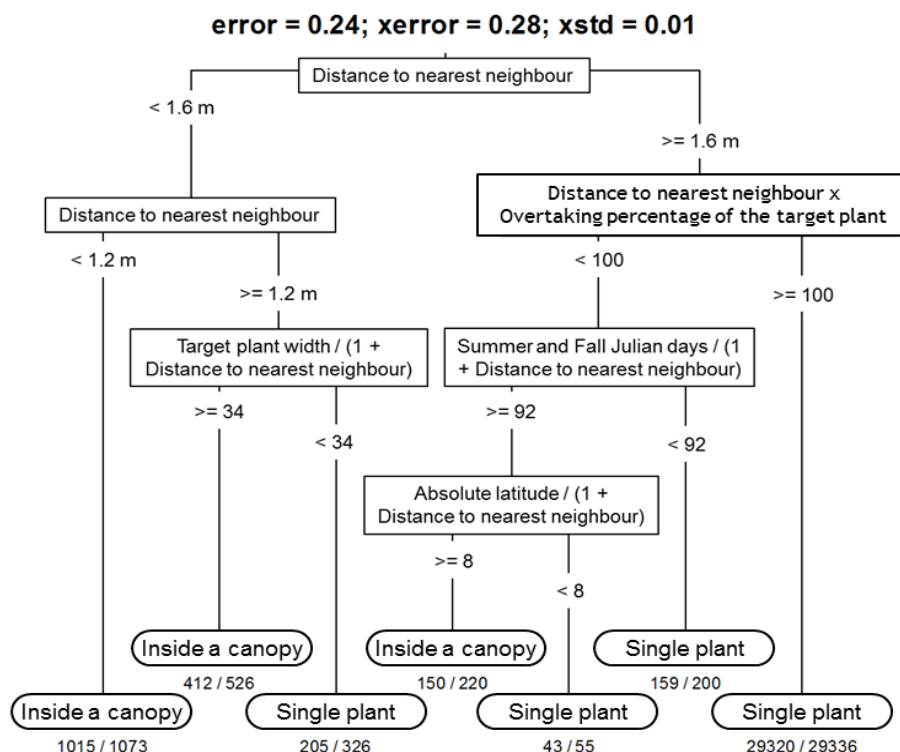 error = 0.24; xerror = 0.28; xstd = 0.01
Distance to nearest neighbour
< 1.6 m
>= 1.6 m
Distance to nearest neighbour
Distance to nearest neighbour x
Overtaking percentage of the target plant
< 1.2 m
>= 1.2 m
< 100
>= 100
Target plant width / (1 +
Distance to nearest neighbour)
Summer and Fall Julian days / (1
+ Distance to nearest neighbour)
>= 34
< 34
>= 92
< 92
Absolute latitude / (1 +
Distance to nearest neighbour)
>= 8
< 8
Inside a canopy
412 / 526
Inside a canopy
150 / 220
Single plant
159 / 200
Inside a canopy
1015 / 1073
Single plant
205 / 326
Single plant
43 / 55
Single plant
29320 / 29336